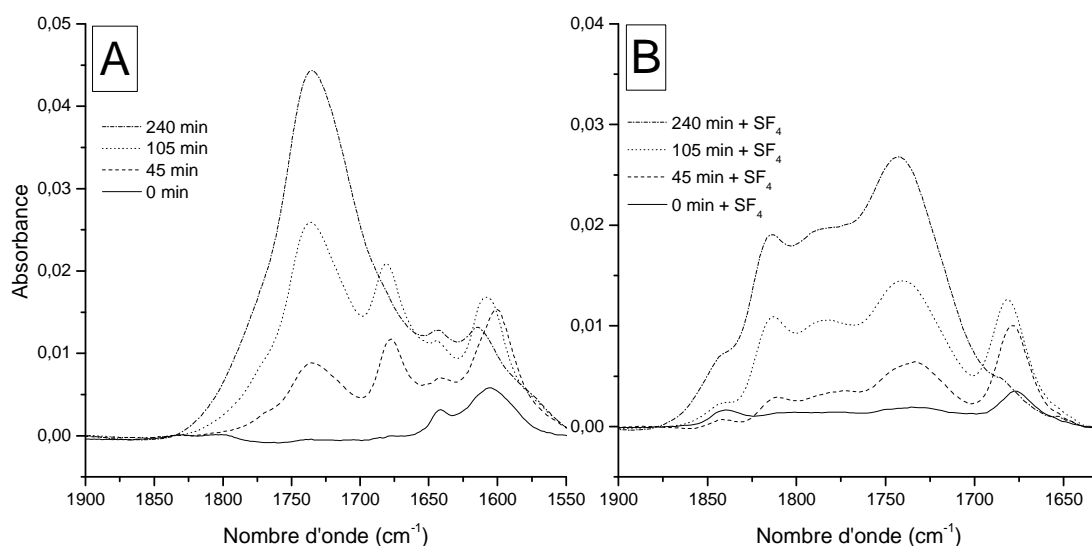 A
0,05
0,04
0,03
0,02
0,01
0,00
Absorbance
240 min
105 min
45 min
0 min
1900 1850 1800 1750 1700 1650 1600 1550
Nombre d'onde (cm⁻¹)
B
0,04
0,03
0,02
0,01
0,00
240 min + SF₄
105 min + SF₄
45 min + SF₄
0 min + SF₄
1900 1850 1800 1750 1700 1650
Nombre d'onde (cm⁻¹)